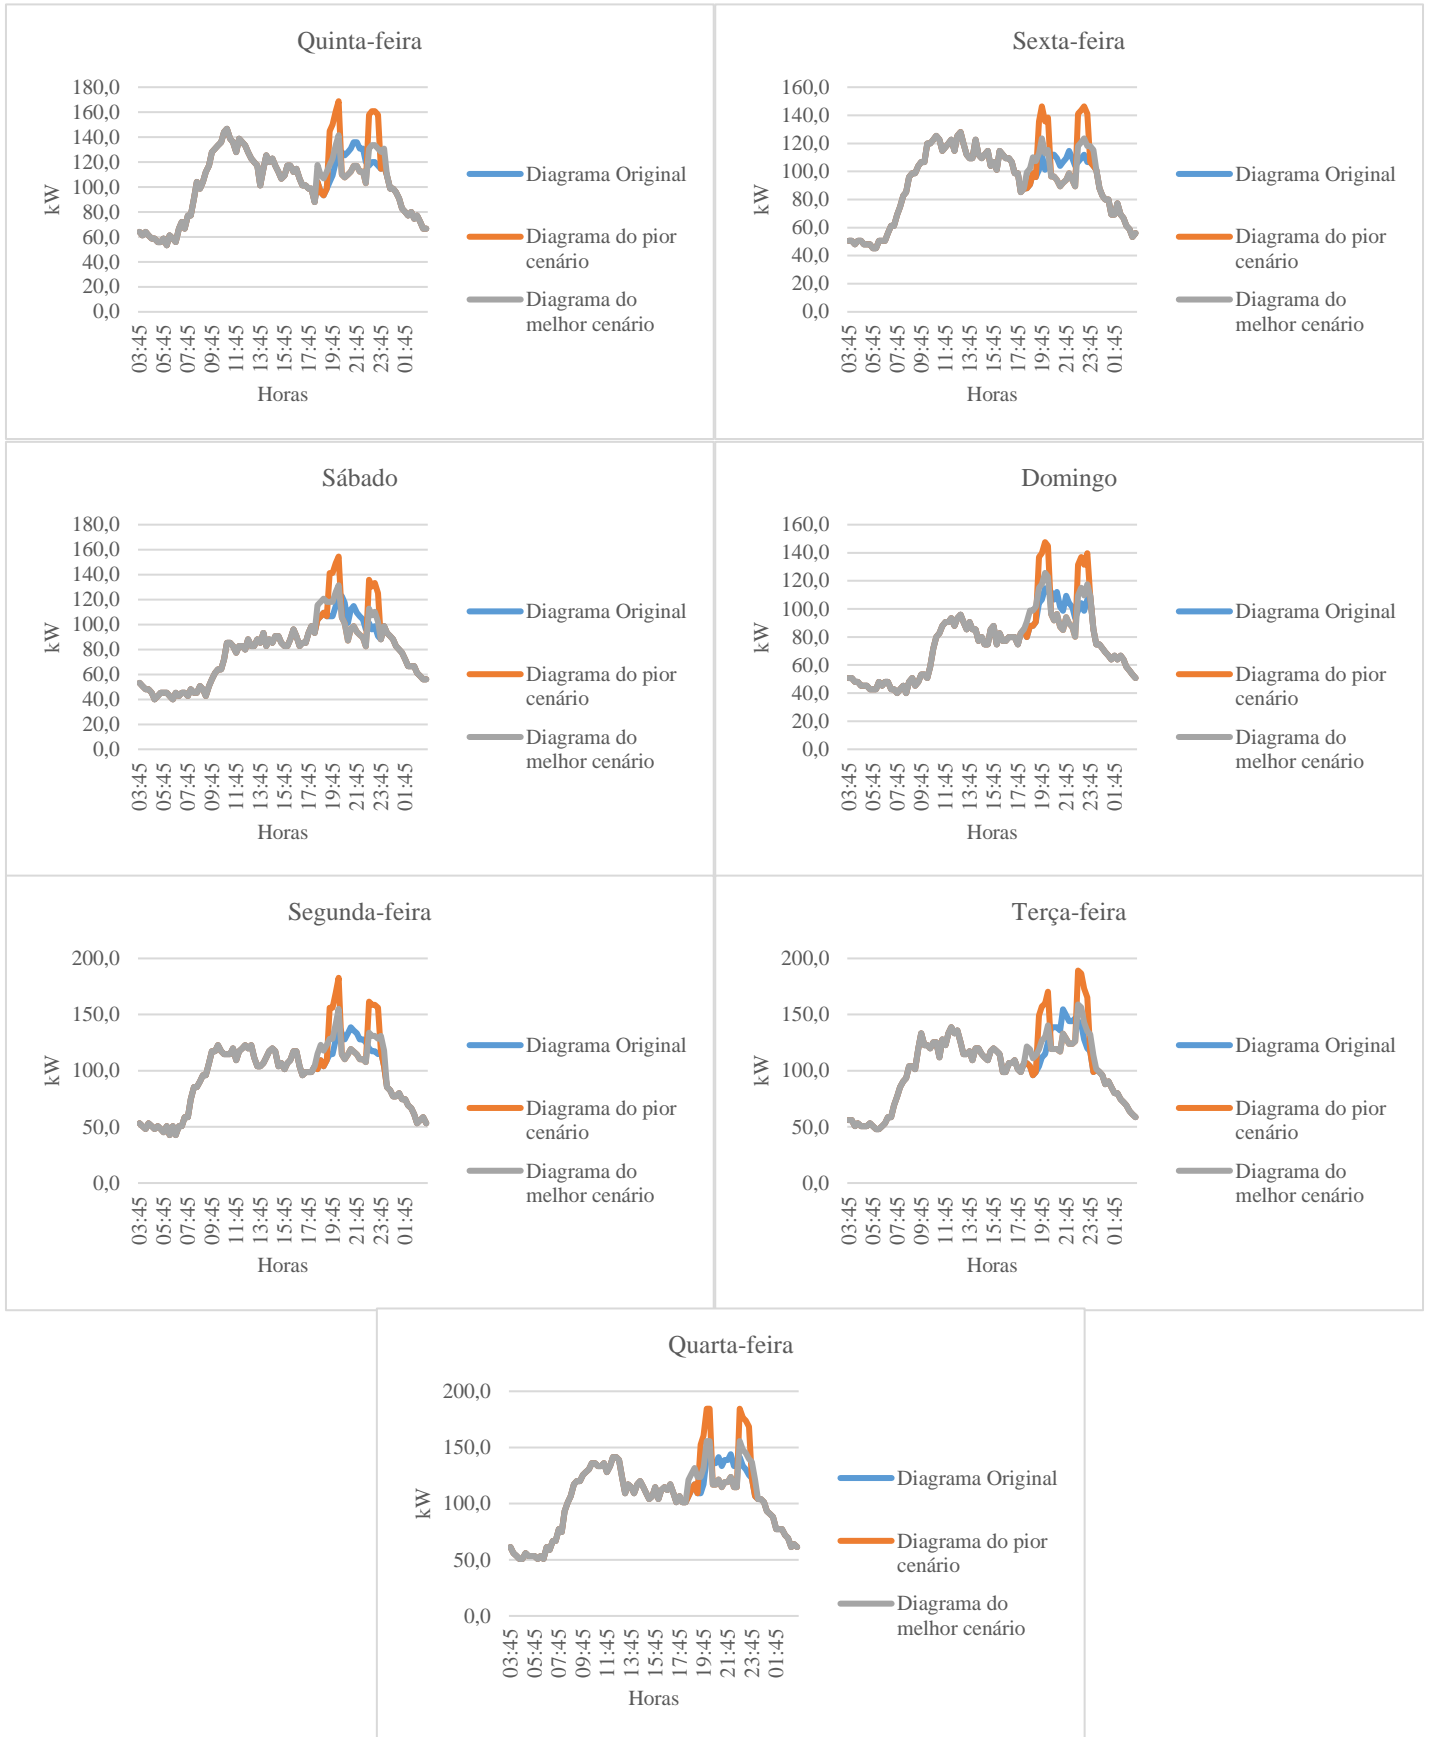 Quinta-feira
180,0
160,0
140,0
120,0
100,0
80,0
60,0
40,0
20,0
0,0
kW
03:45
05:45
07:45
09:45
11:45
13:45
15:45
17:45
19:45
21:45
23:45
01:45
Horas
Diagrama Original
Diagrama do pior
cenário
Diagrama do
melhor cenário
Sexta-feira
160,0
140,0
120,0
100,0
80,0
60,0
40,0
20,0
0,0
kW
03:45
05:45
07:45
09:45
11:45
13:45
15:45
17:45
19:45
21:45
23:45
01:45
Horas
Diagrama Original
Diagrama do pior
cenário
Diagrama do
melhor cenário
Sábado
180,0
160,0
140,0
120,0
100,0
80,0
60,0
40,0
20,0
0,0
kW
03:45
05:45
07:45
09:45
11:45
13:45
15:45
17:45
19:45
21:45
23:45
01:45
Horas
Diagrama Original
Diagrama do pior
cenário
Diagrama do
melhor cenário
Domingo
160,0
140,0
120,0
100,0
80,0
60,0
40,0
20,0
0,0
kW
03:45
05:45
07:45
09:45
11:45
13:45
15:45
17:45
19:45
21:45
23:45
01:45
Horas
Diagrama Original
Diagrama do pior
cenário
Diagrama do
melhor cenário
Segunda-feira
200,0
150,0
100,0
50,0
0,0
kW
03:45
05:45
07:45
09:45
11:45
13:45
15:45
17:45
19:45
21:45
23:45
01:45
Horas
Diagrama Original
Diagrama do pior
cenário
Diagrama do
melhor cenário
Terça-feira
200,0
150,0
100,0
50,0
0,0
kW
03:45
05:45
07:45
09:45
11:45
13:45
15:45
17:45
19:45
21:45
23:45
01:45
Horas
Diagrama Original
Diagrama do pior
cenário
Diagrama do
melhor cenário
Quarta-feira
200,0
150,0
100,0
50,0
0,0
kW
03:45
05:45
07:45
09:45
11:45
13:45
15:45
17:45
19:45
21:45
23:45
01:45
Horas
Diagrama Original
Diagrama do pior
cenário
Diagrama do
melhor cenário